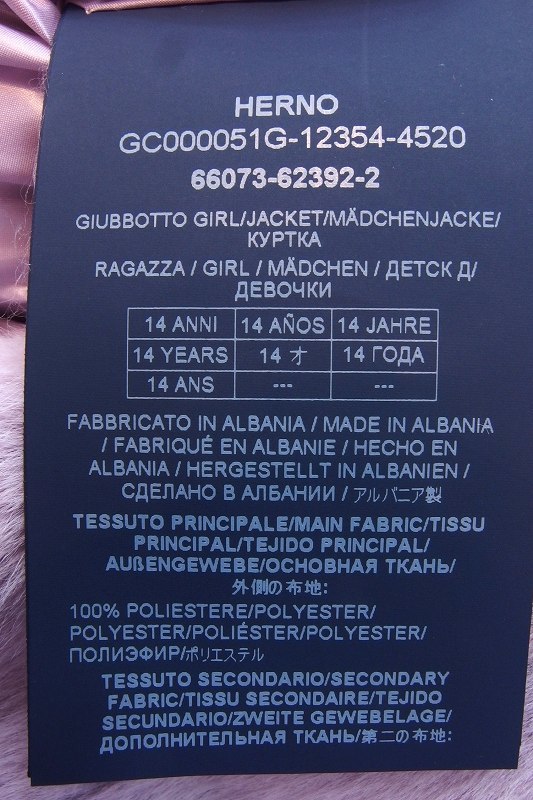 HERNO
GC000051G-12354-4520
66073-62392-2
GIUBBOTTO GIRL/JACKET/MÄDCHENJACKE/
КУРТКА
RAGAZZA / GIRL / MÄDCHEN / ДЕТСК Д/
ДЕВОЧКИ
14 ANNI 14 AÑOS 14 JAHRE
14 YEARS 14 才 14 ГОДА
14 ANS --- ---
FABBRICATO IN ALBANIA / MADE IN ALBANIA
/ FABRIQUÉ EN ALBANIE / HECHO EN
ALBANIA / HERGESTELLT IN ALBANIEN /
СДЕЛАНО В АЛБАНИИ / アルバニア製
TESSUTO PRINCIPALE/MAIN FABRIC/TISSU
PRINCIPAL/TEJIDO PRINCIPAL/
AUßENGEWEBE/ОСНОВНАЯ ТКАНЬ/
外側の布地:
100% POLIESTERE/POLYESTER/
POLYESTER/POLIÉSTER/POLYESTER/
ПОЛИЭФИР/ポリエステル
TESSUTO SECONDARIO/SECONDARY
FABRIC/TISSU SECONDAIRE/TEJIDO
SECUNDARIO/ZWEITE GEWEBELAGE/
ДОПОЛНИТЕЛЬНАЯ ТКАНЬ/第二の布地: